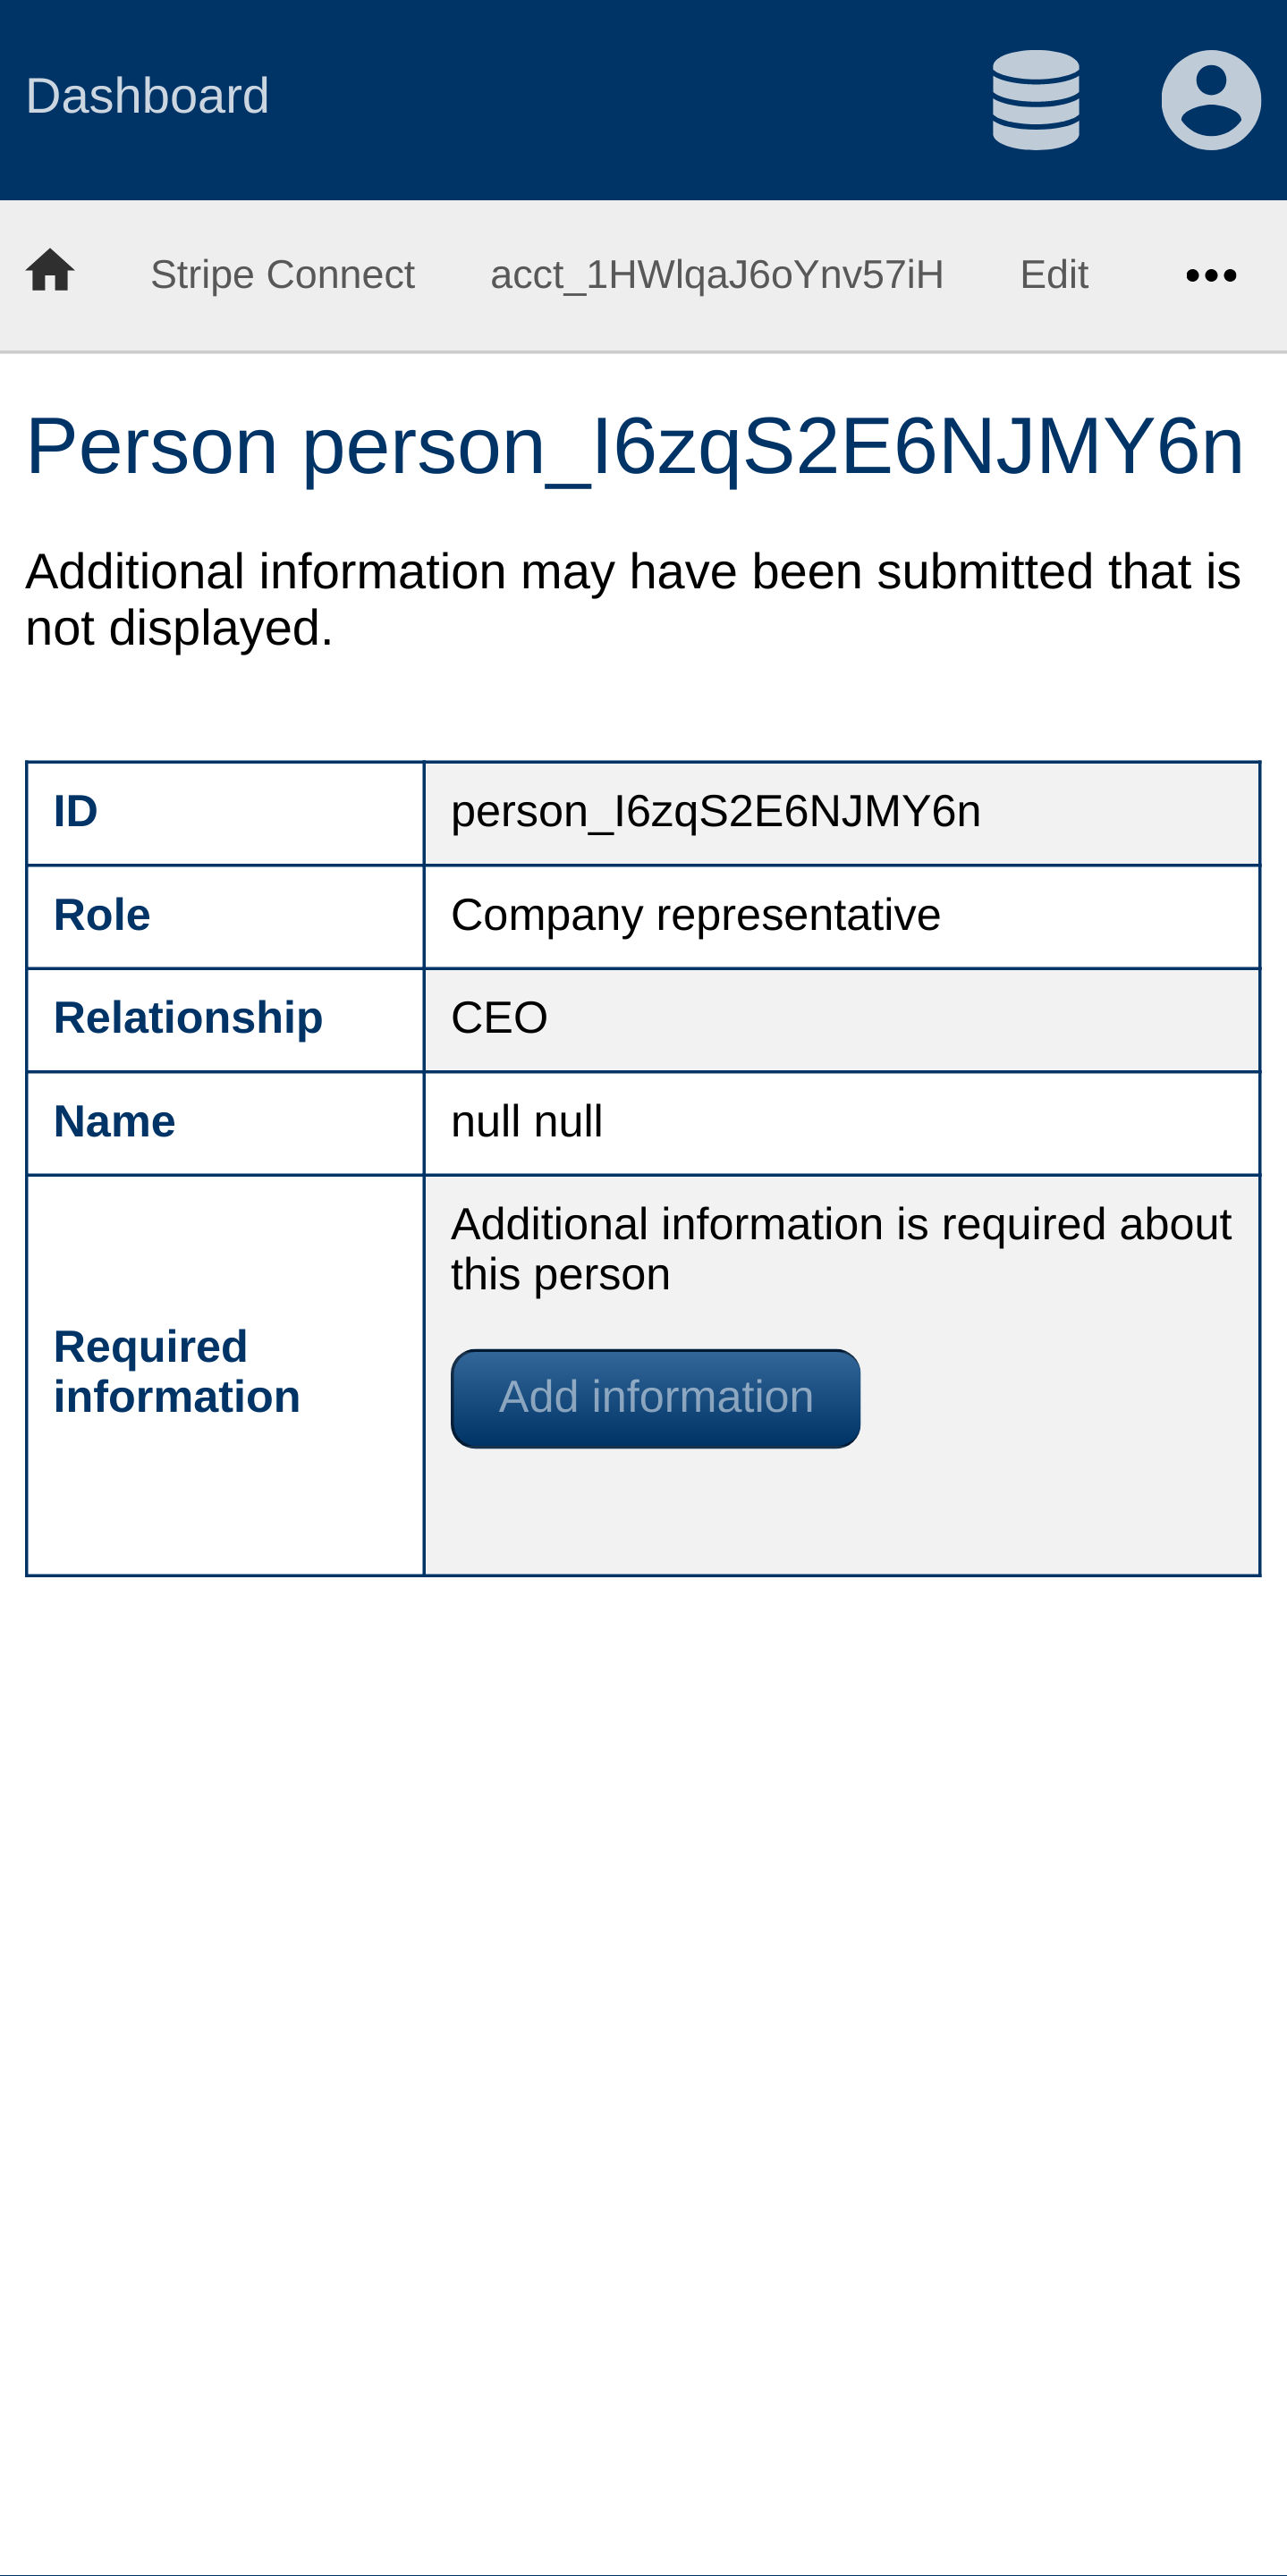 Dashboard
Stripe Connect acct_1HWlqaJ6oYnv57iH Edit
Person person_I6zqS2E6NJMY6n
Additional information may have been submitted that is
not displayed.
ID person_I6zqS2E6NJMY6n
Role Company representative
Relationship CEO
Name null null
Required
information
Additional information is required about
this person
Add information